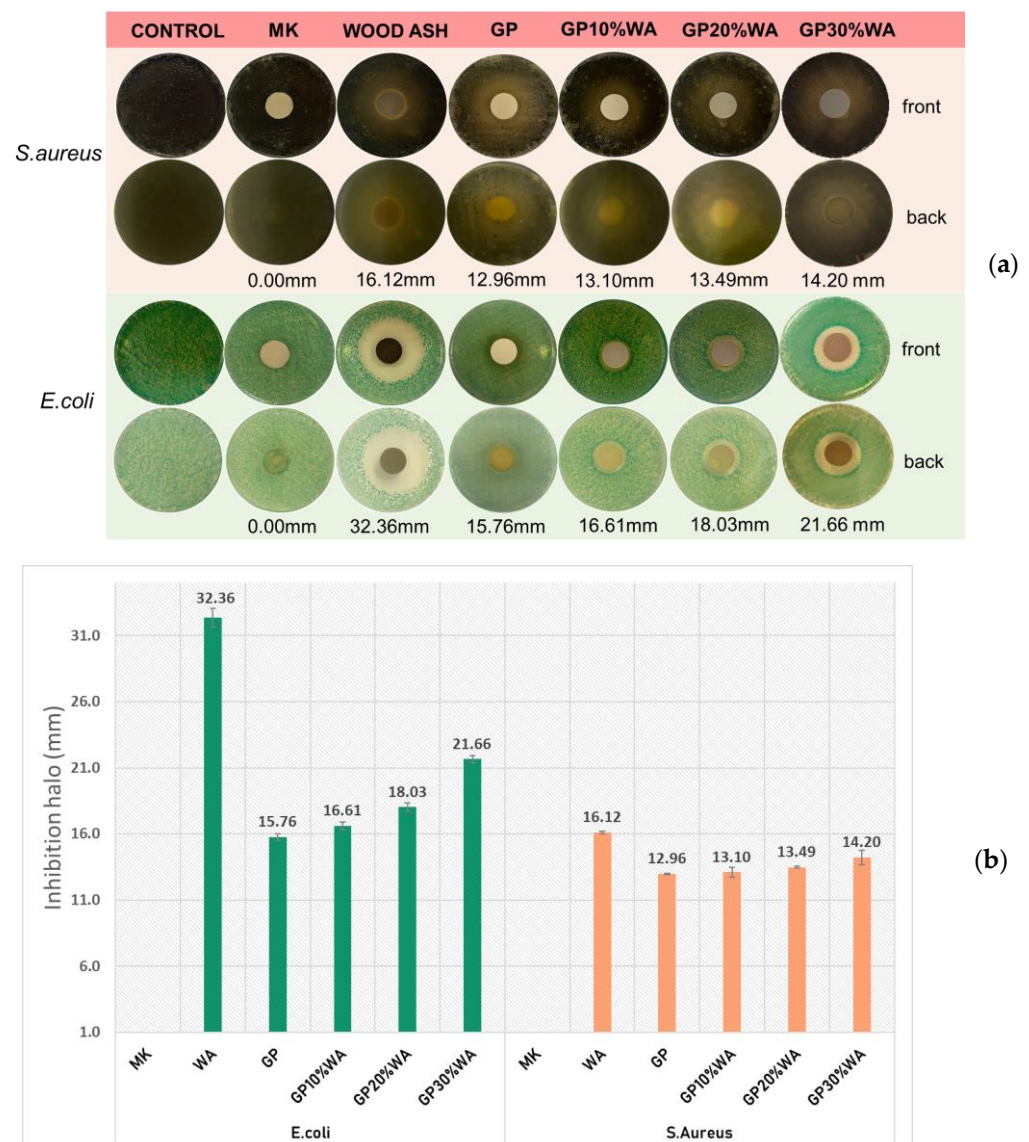 CONTROL MK WOOD ASH GP GP10%WA GP20%WA GP30%WA
front
S.aureus
back
0.00mm 16.12mm 12.96mm 13.10mm 13.49mm 14.20 mm
(a)
front
E.coli
back
0.00mm 32.36mm 15.76mm 16.61mm 18.03mm 21.66 mm
Inhibition halo (mm)
31.0
26.0
21.0
16.0
11.0
6.0
1.0
32.36
15.76
16.61
18.03
21.66
16.12
12.96
13.10
13.49
14.20
(b)
MK WA GP GP10%WA GP20%WA GP30%WA MK WA GP GP10%WA GP20%WA GP30%WA
E.coli S.Aureus